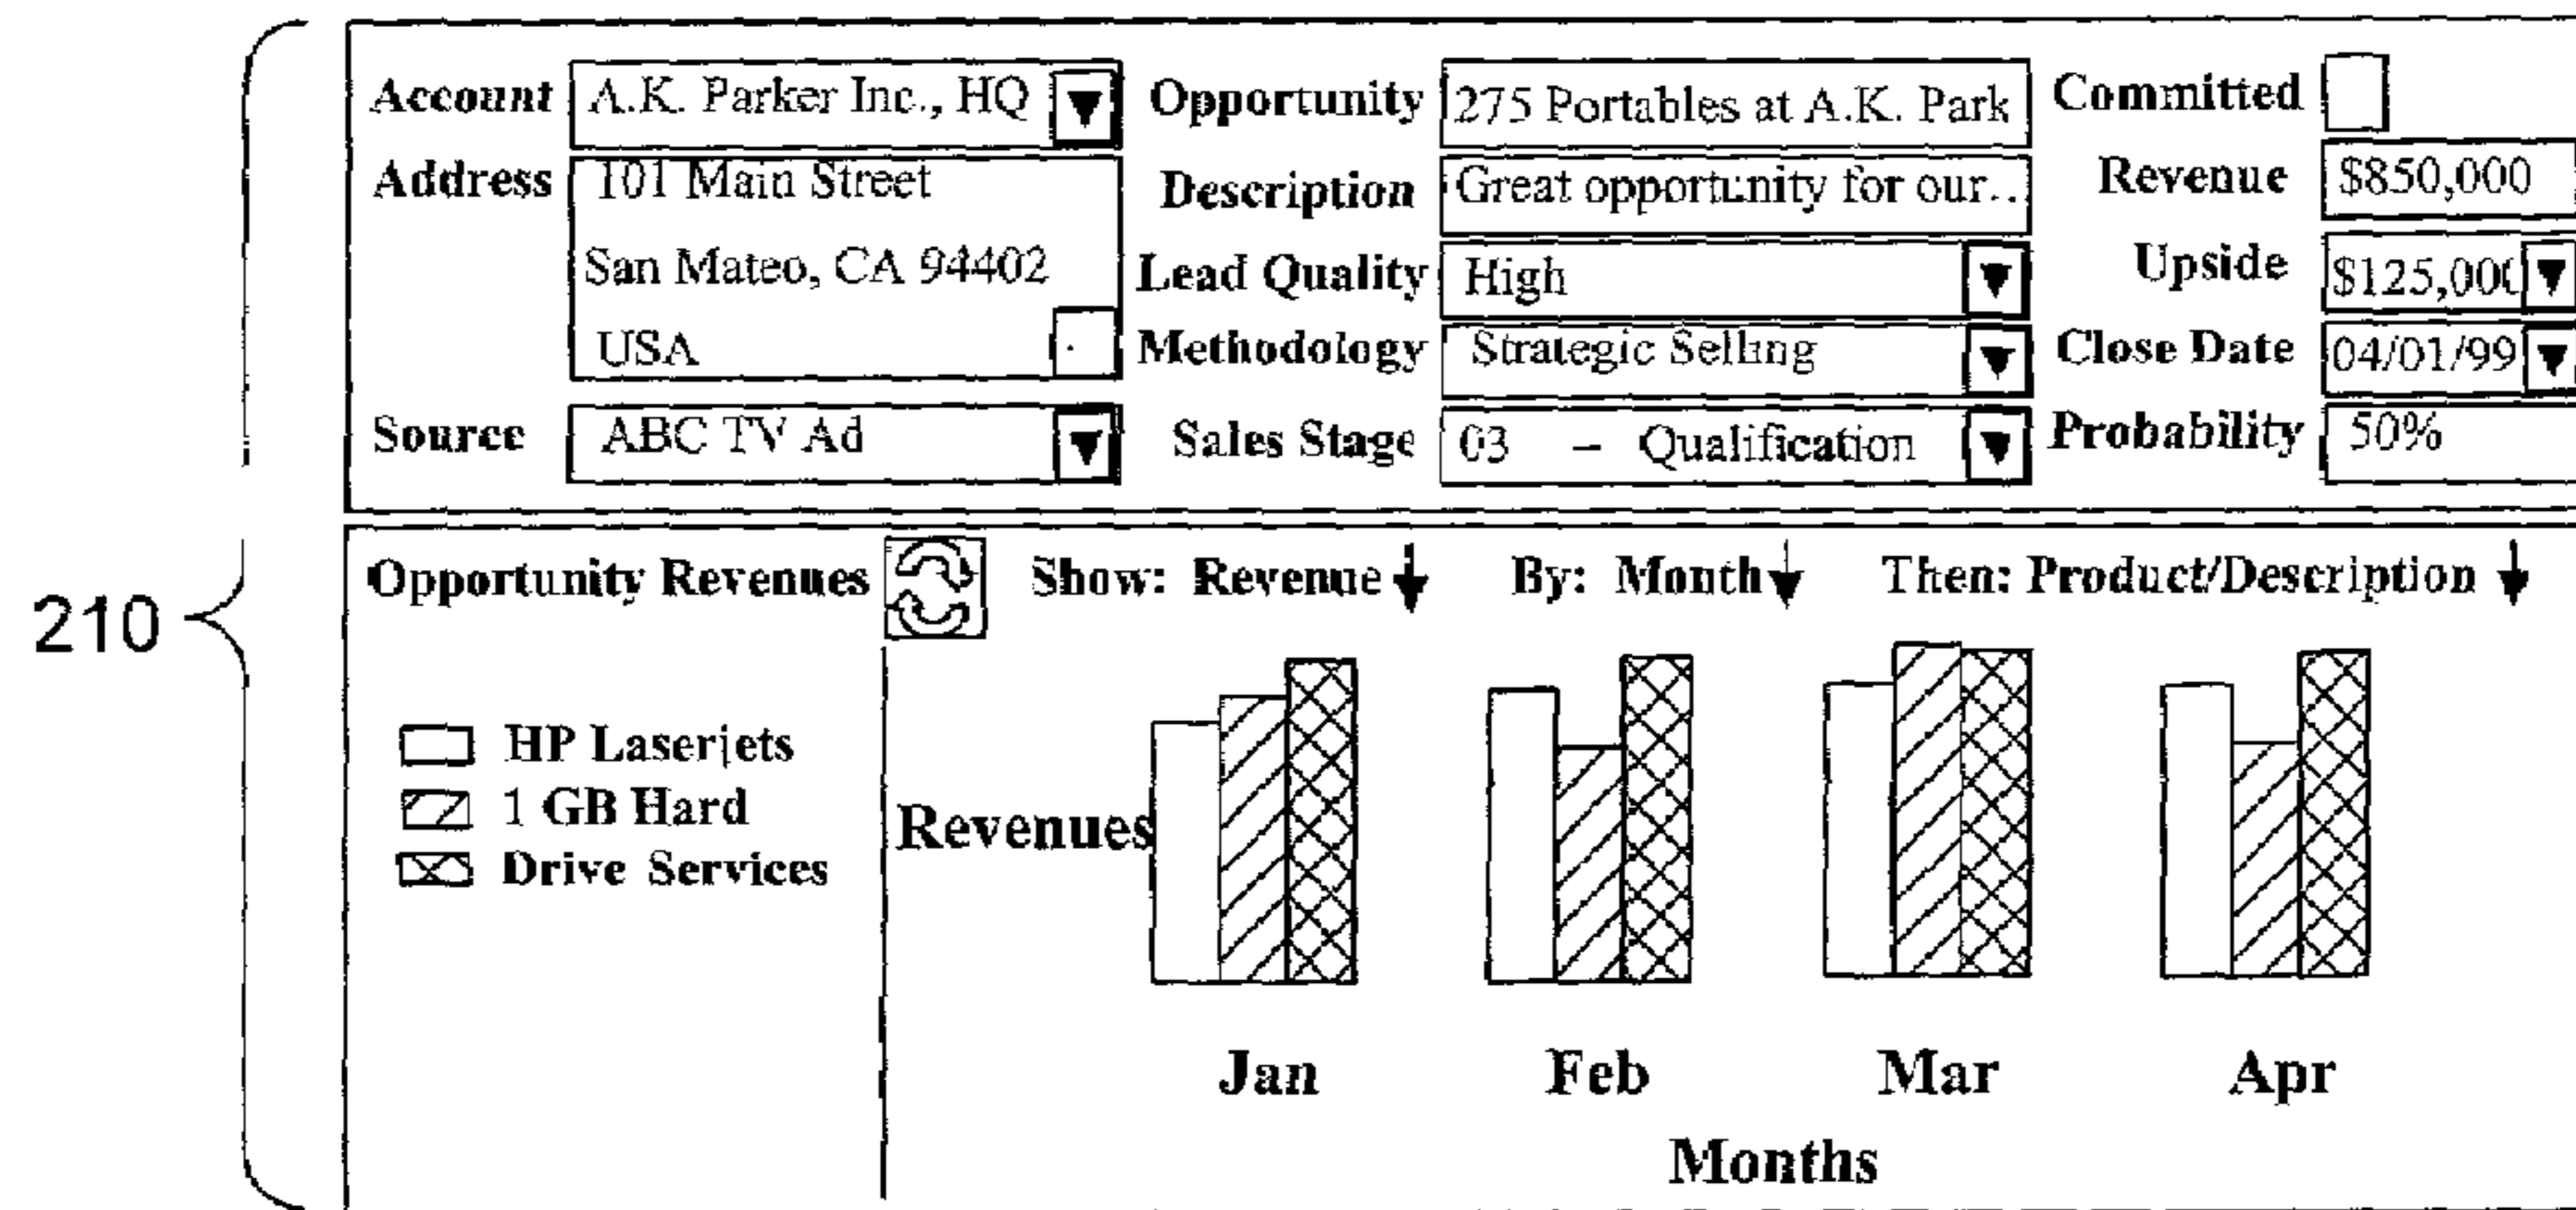 210
Account A.K. Parker Inc., HQ Opportunity 275 Portables at A.K. Park Committed
Address 101 Main Street Description Great opportunity for our.. Revenue $850,000
San Mateo, CA 94402 Lead Quality High Upside $125,000
USA Methodology Strategic Selling Close Date 04/01/99
Source ABC TV Ad Sales Stage 03 – Qualification Probability 50%
Opportunity Revenues Show: Revenue By: Month Then: Product/Description
HP Laserjets
1 GB Hard
Drive Services
Revenues
Jan Feb Mar Apr
Months